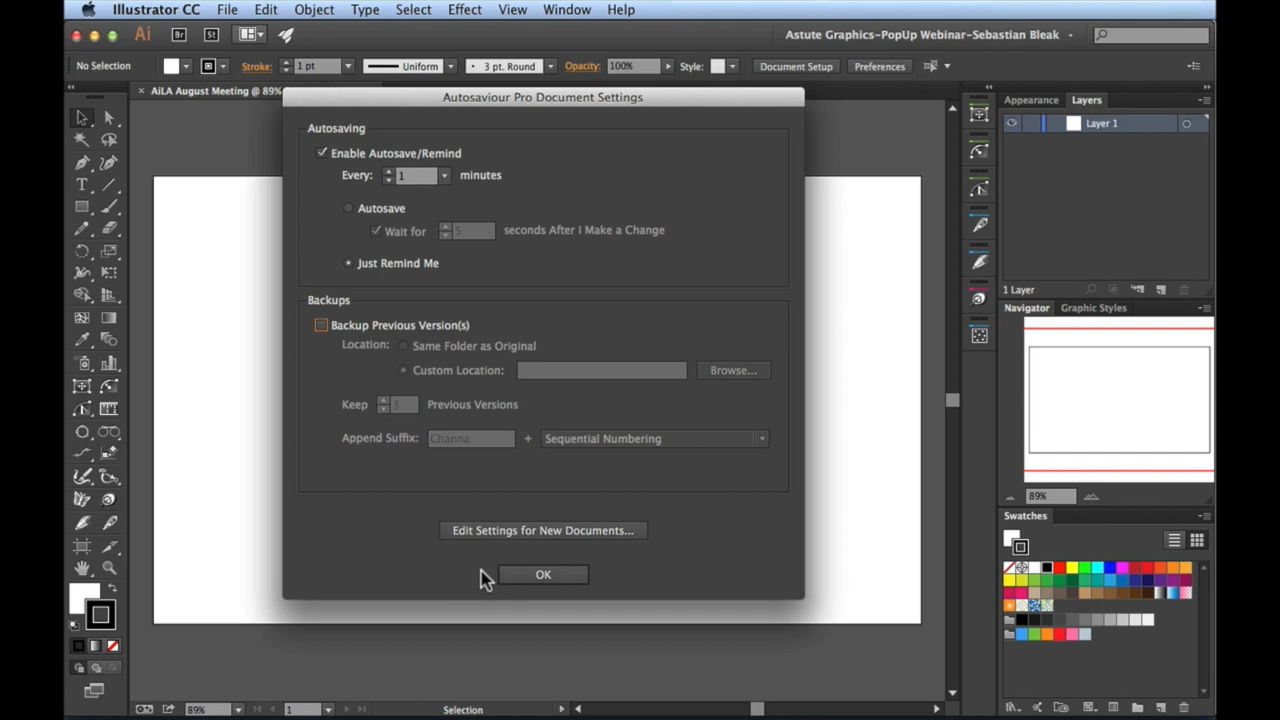 Illustrator CC File Edit Object Type Select Effect View Window Help
Ai Br St Astute Graphics-PopUp Webinar-Sebastian Bleak
No Selection Stroke: 1 pt Uniform 3 pt. Round Opacity: 100% Style: Document Setup Preferences
AiLA August Meeting @ 89%
Autosaviour Pro Document Settings
Autosaving
Enable Autosave/Remind
Every: 1 minutes
Autosave
Wait for 5 seconds After I Make a Change
Just Remind Me
Backups
Backup Previous Version(s)
Location: Same Folder as Original
Custom Location: Browse...
Keep 3 Previous Versions
Append Suffix: Channa + Sequential Numbering
Edit Settings for New Documents...
OK
Appearance Layers
Layer 1
1 Layer
Navigator Graphic Styles
89%
Swatches
89% 1 Selection